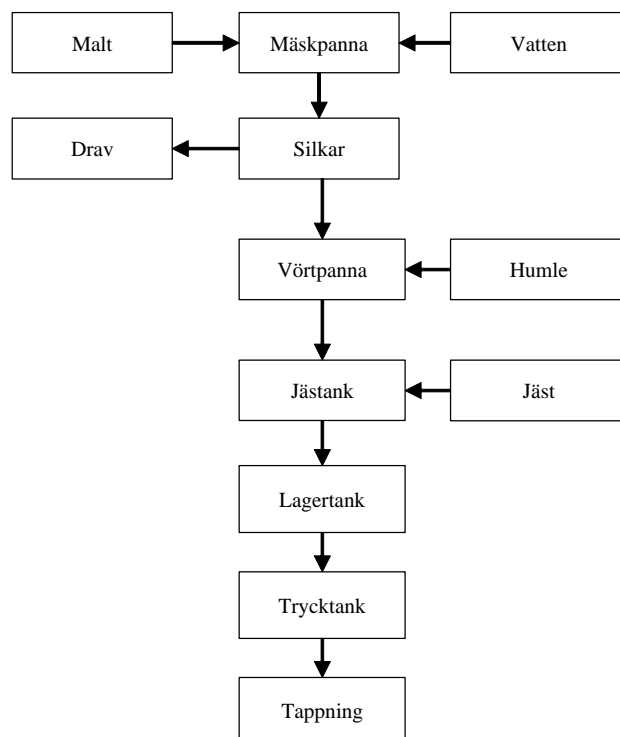 Malt
Mäskpanna
Vatten
Drav
Silkar
Vörtpanna
Humle
Jästank
Jäst
Lagertank
Trycktank
Tappning